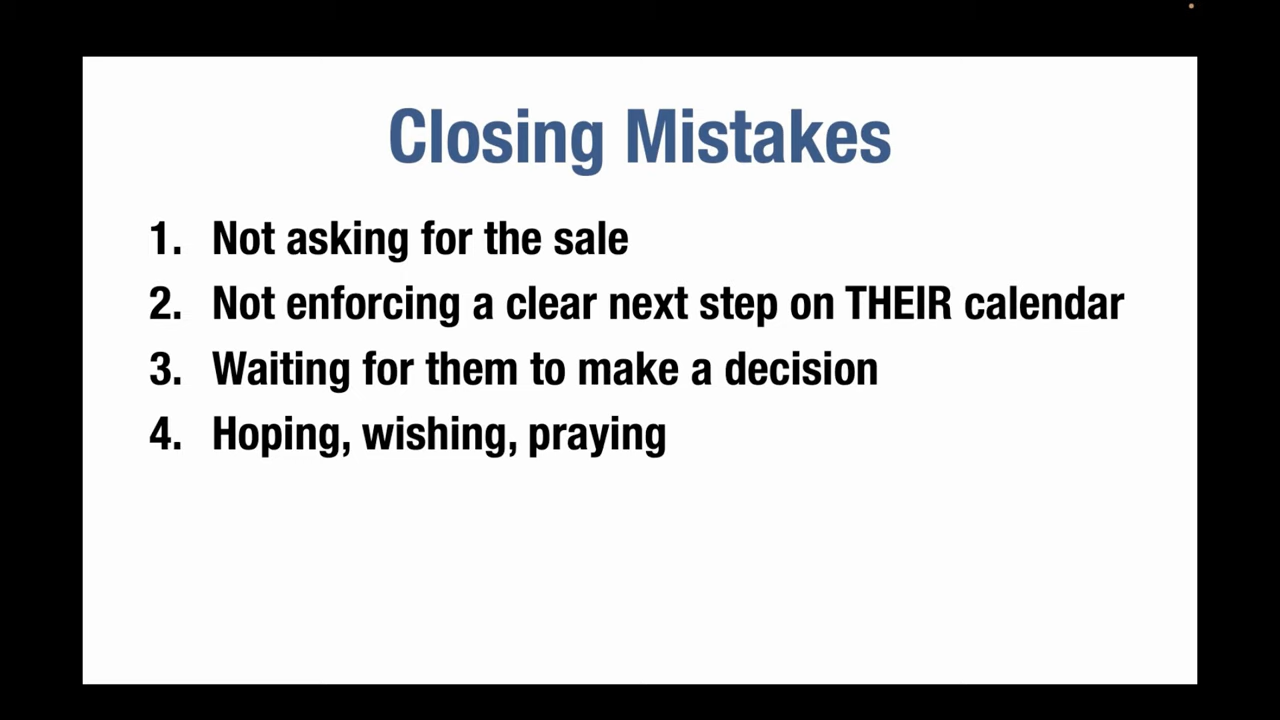 Closing Mistakes
1. Not asking for the sale
2. Not enforcing a clear next step on THEIR calendar
3. Waiting for them to make a decision
4. Hoping, wishing, praying